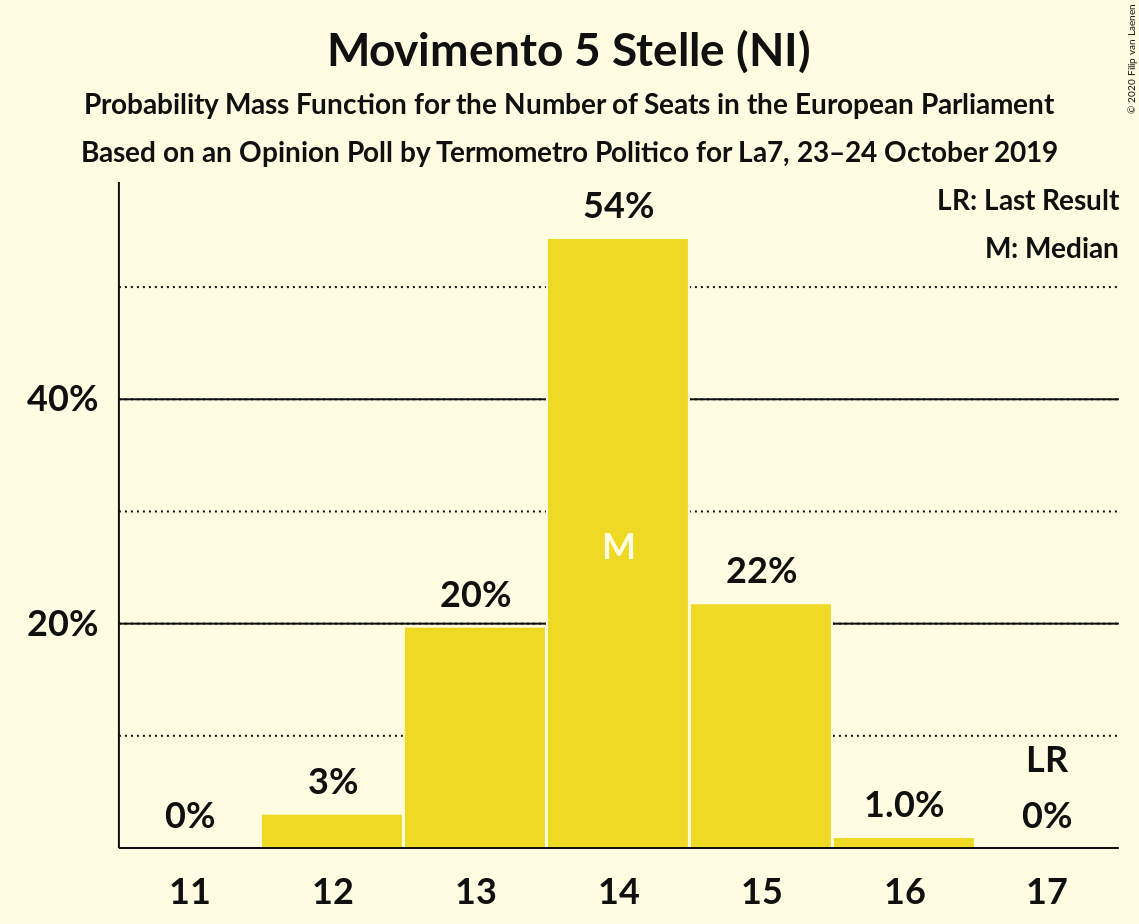 Movimento 5 Stelle (NI)
Probability Mass Function for the Number of Seats in the European Parliament
Based on an Opinion Poll by Termometro Politico for La7, 23–24 October 2019
© 2020 Filip van Laenen
LR: Last Result
M: Median
54%
40%
M
22%
20%
20%
LR
3%
1.0%
0%
0%
11 12 13 14 15 16 17